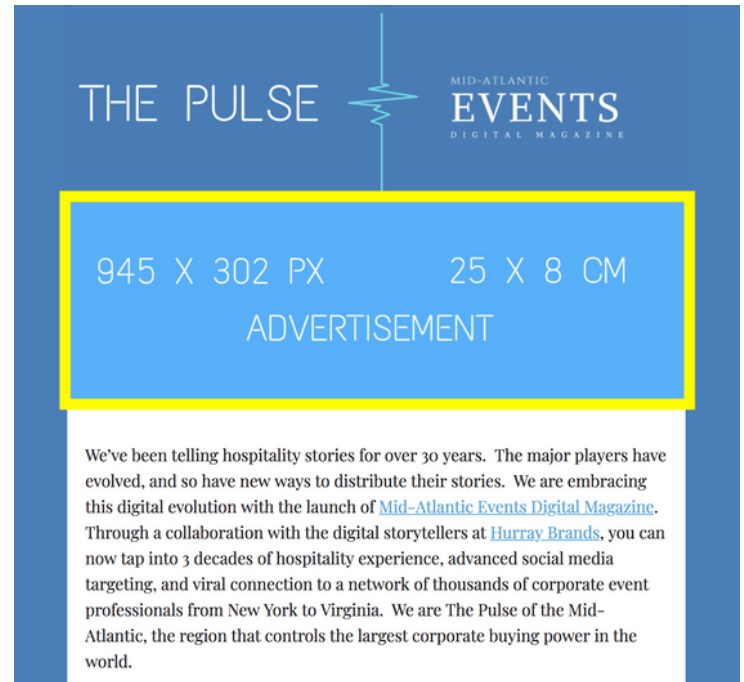 THE PULSE
MID-ATLANTIC
EVENTS
DIGITAL MAGAZINE
945 X 302 PX 25 X 8 CM
ADVERTISEMENT
We’ve been telling hospitality stories for over 30 years. The major players have
evolved, and so have new ways to distribute their stories. We are embracing
this digital evolution with the launch of Mid-Atlantic Events Digital Magazine.
Through a collaboration with the digital storytellers at Hurray Brands, you can
now tap into 3 decades of hospitality experience, advanced social media
targeting, and viral connection to a network of thousands of corporate event
professionals from New York to Virginia. We are The Pulse of the Mid-
Atlantic, the region that controls the largest corporate buying power in the
world.